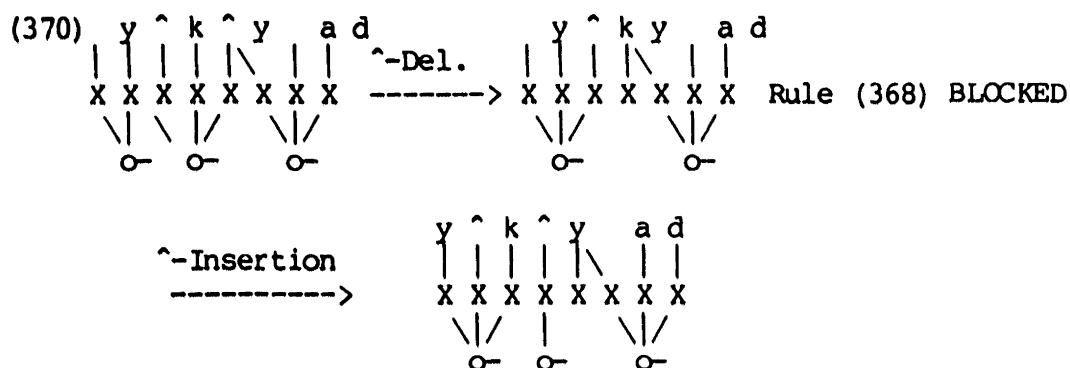 (370) y ^ k ^ y a d ^-Del. y ^ k y a d
X X X X X X X X -------> X X X X X X X Rule (368) BLOCKED
o- o- o- o- o-
y ^ k ^ y a d
^-Insertion
----------> X X X X X X X X
o- o- o-